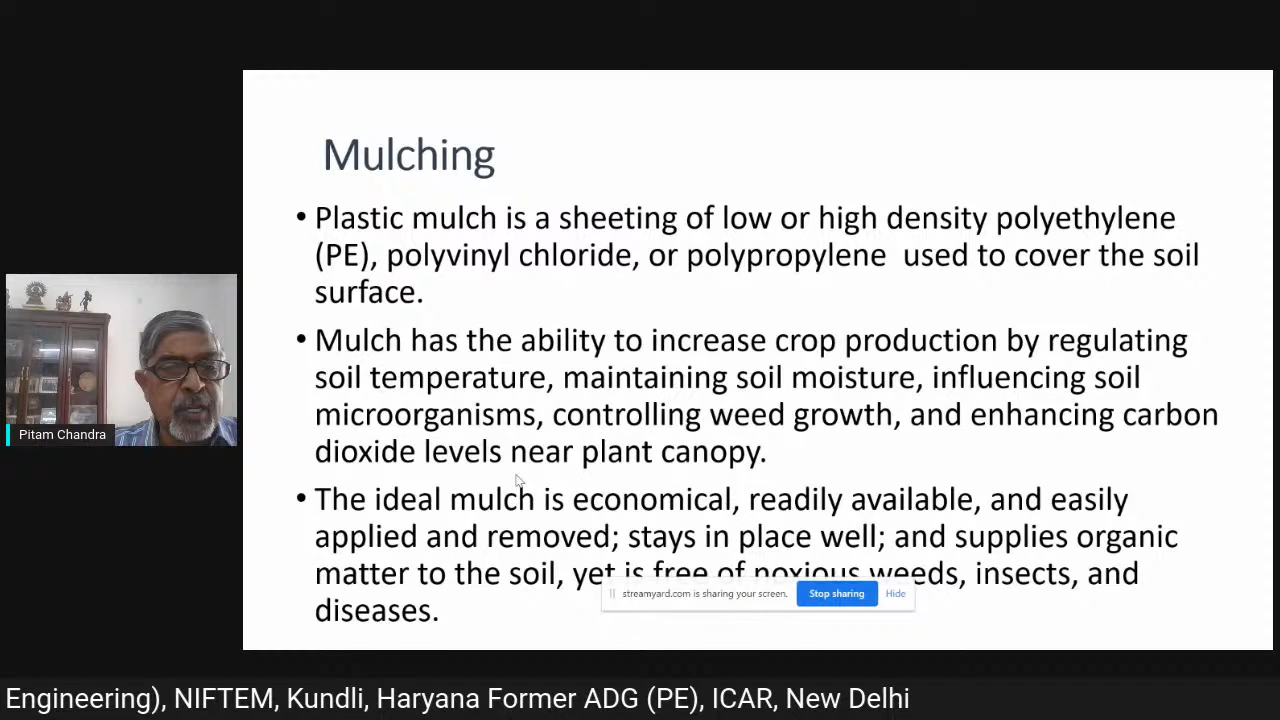 Mulching
• Plastic mulch is a sheeting of low or high density polyethylene
(PE), polyvinyl chloride, or polypropylene used to cover the soil
surface.
• Mulch has the ability to increase crop production by regulating
soil temperature, maintaining soil moisture, influencing soil
microorganisms, controlling weed growth, and enhancing carbon
dioxide levels near plant canopy.
• The ideal mulch is economical, readily available, and easily
applied and removed; stays in place well; and supplies organic
matter to the soil, yet is free of noxious weeds, insects, and
diseases.
streamyard.com is sharing your screen. Stop sharing Hide
Pitam Chandra
Engineering), NIFTEM, Kundli, Haryana Former ADG (PE), ICAR, New Delhi